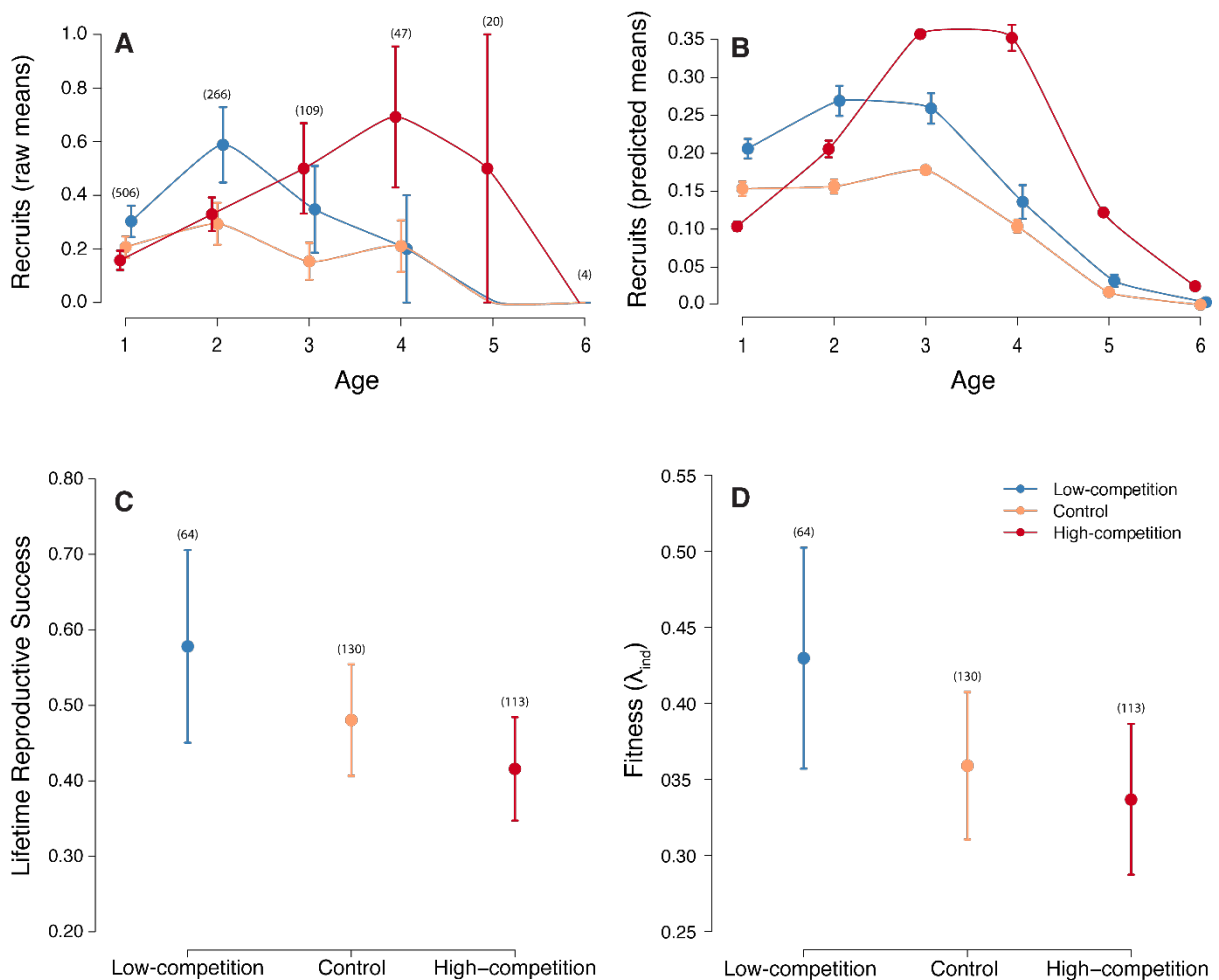 A
Recruits (raw means)
1.0
0.8
0.6
0.4
0.2
0.0
(506)
(266)
(109)
(47)
(20)
(4)
1 2 3 4 5 6
Age
B
Recruits (predicted means)
0.35
0.30
0.25
0.20
0.15
0.10
0.05
0.0
1 2 3 4 5 6
Age
C
Lifetime Reproductive Success
0.80
0.70
0.60
0.50
0.40
0.30
0.20
(64)
(130)
(113)
Low-competition Control High-competition
D
Fitness (λind)
0.55
0.50
0.45
0.40
035
0.30
0.25
(64)
(130)
(113)
Low-competition
Control
High-competition
Low-competition Control High-competition